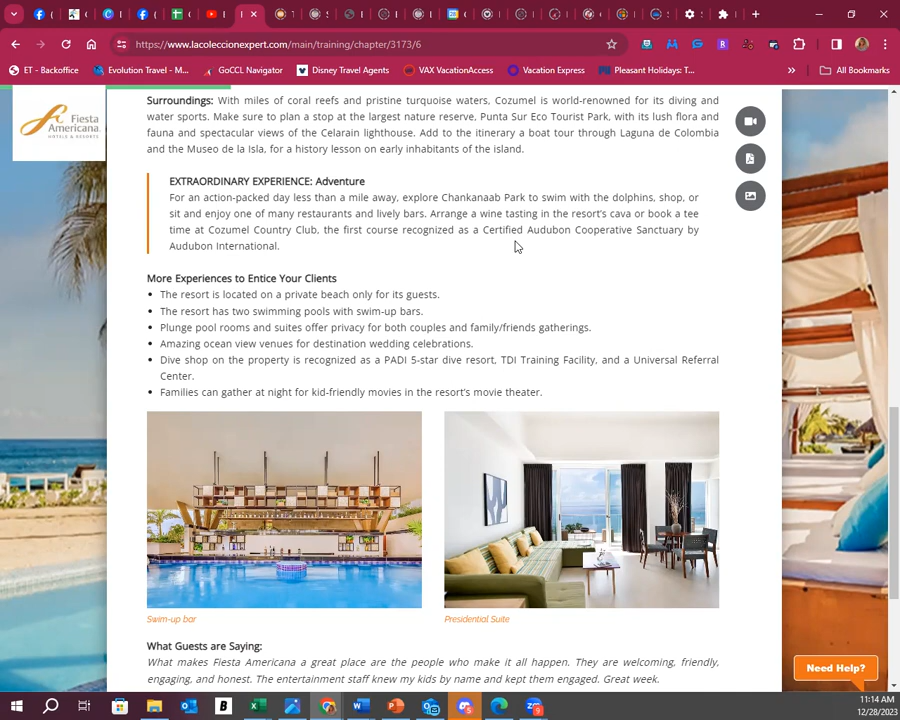 https://www.lacoleccionexpert.com/main/training/chapter/3173/6
ET - Backoffice
Evolution Travel - M...
GoCCL Navigator
Disney Travel Agents
VAX VacationAccess
Vacation Express
Pleasant Holidays: T...
All Bookmarks
Fiesta
Americana
HOTELS & RESORTS
Surroundings: With miles of coral reefs and pristine turquoise waters, Cozumel is world-renowned for its diving and
water sports. Make sure to plan a stop at the largest nature reserve, Punta Sur Eco Tourist Park, with its lush flora and
fauna and spectacular views of the Celarain lighthouse. Add to the itinerary a boat tour through Laguna de Colombia
and the Museo de la Isla, for a history lesson on early inhabitants of the island.
EXTRAORDINARY EXPERIENCE: Adventure
For an action-packed day less than a mile away, explore Chankanaab Park to swim with the dolphins, shop, or
sit and enjoy one of many restaurants and lively bars. Arrange a wine tasting in the resort's cava or book a tee
time at Cozumel Country Club, the first course recognized as a Certified Audubon Cooperative Sanctuary by
Audubon International.
More Experiences to Entice Your Clients
The resort is located on a private beach only for its guests.
The resort has two swimming pools with swim-up bars.
Plunge pool rooms and suites offer privacy for both couples and family/friends gatherings.
Amazing ocean view venues for destination wedding celebrations.
Dive shop on the property is recognized as a PADI 5-star dive resort, TDI Training Facility, and a Universal Referral
Center.
Families can gather at night for kid-friendly movies in the resort's movie theater.
Swim-up bar
Presidential Suite
What Guests are Saying:
What makes Fiesta Americana a great place are the people who make it all happen. They are welcoming, friendly,
engaging, and honest. The entertainment staff knew my kids by name and kept them engaged. Great week.
Need Help?
11:14 AM
12/28/2023